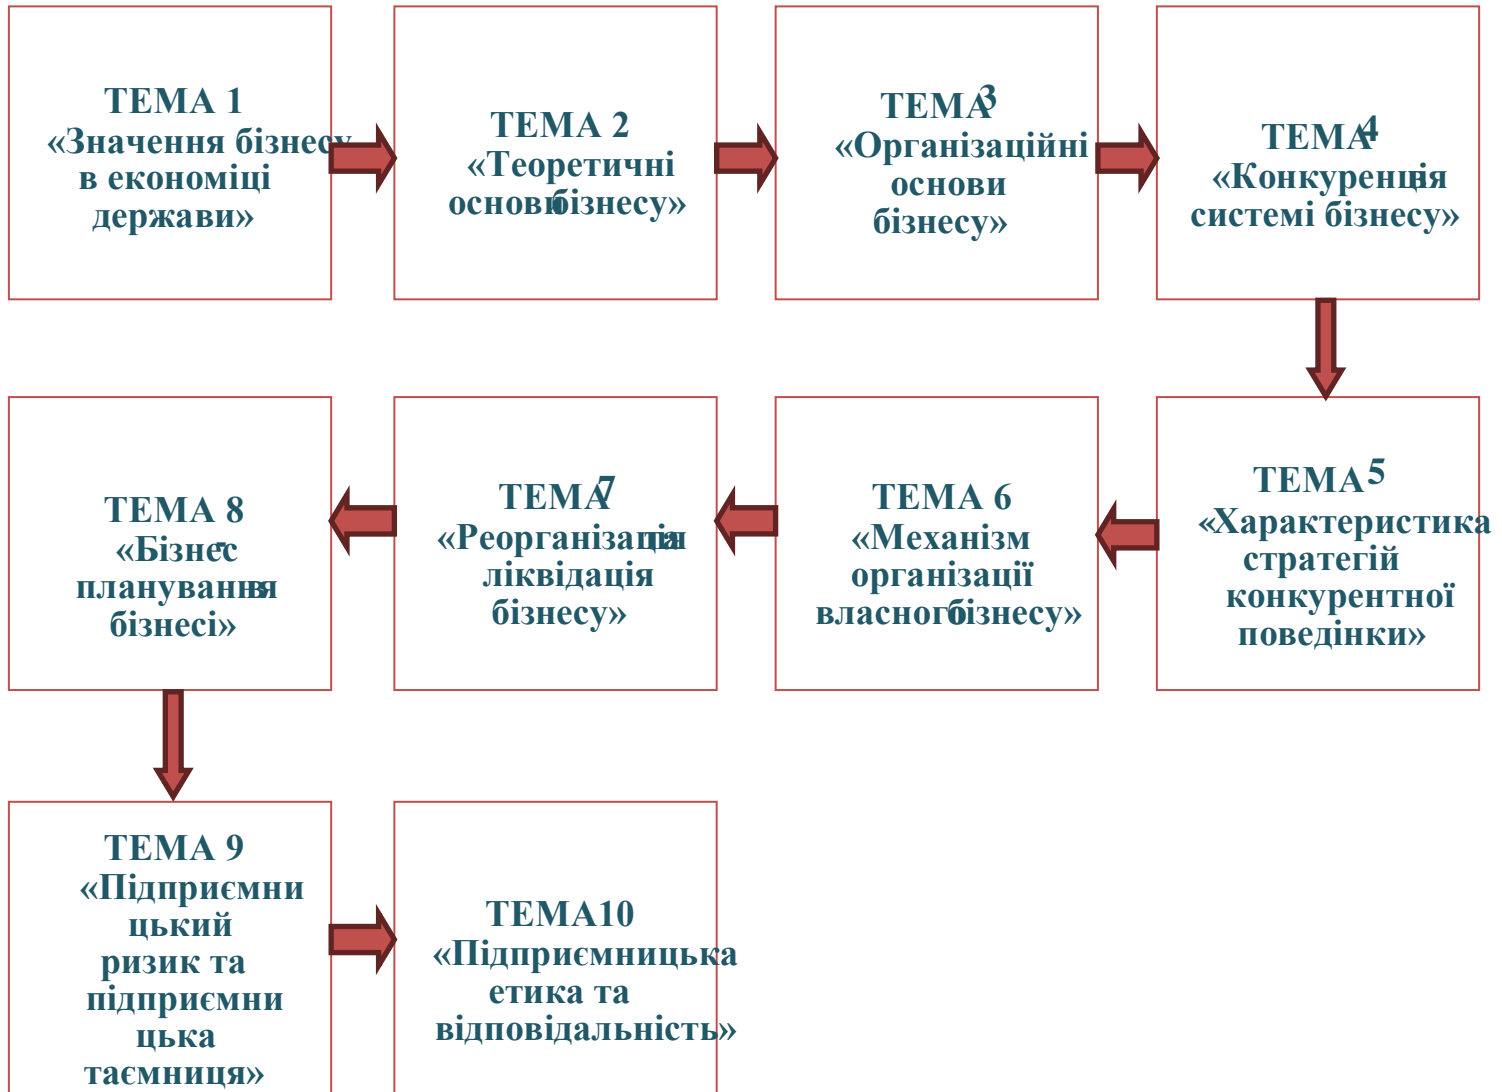 ТЕМА 1
«Значення бізнесу
в економіці
держави»
ТЕМА 2
«Теоретичні
основи бізнесу»
ТЕМА 3
«Організаційні
основи
бізнесу»
ТЕМА 4
«Конкуренція в
системі бізнесу»
ТЕМА 5
«Характеристика
стратегій
конкурентної
поведінки»
ТЕМА 6
«Механізм
організації
власного бізнесу»
ТЕМА 7
«Реорганізація та
ліквідація
бізнесу»
ТЕМА 8
«Бізнес-
планування в
бізнесі»
ТЕМА 9
«Підприємни
цький
ризик та
підприємни
цька
таємниця»
ТЕМА10
«Підприємницька
етика та
відповідальність»